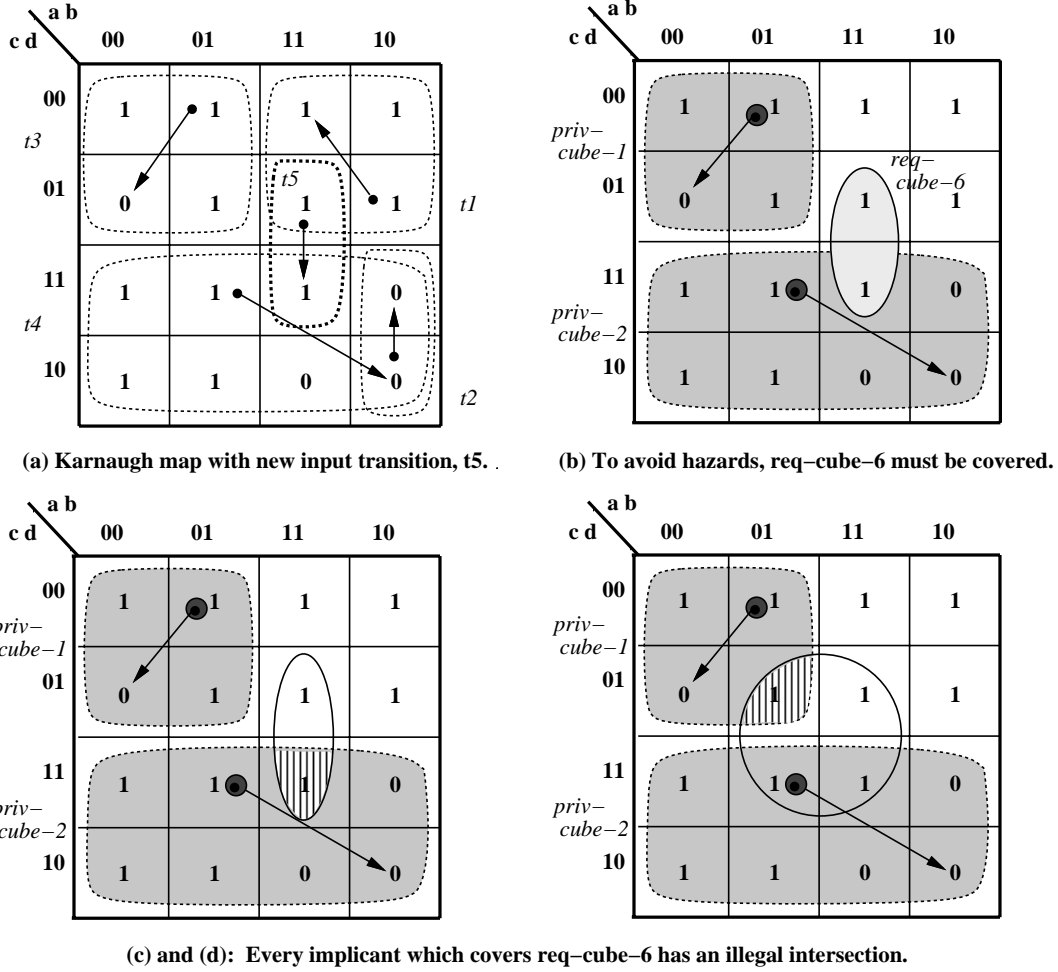 a b
c d 00 01 11 10
00 1 1 1 1
t3
01 0 1 t5 1 1 t1
11 1 1 1 0
t4
10 1 1 0 0 t2
(a) Karnaugh map with new input transition, t5. .
a b
c d 00 01 11 10
00 1 1 1 1
priv–
cube–1
req–
cube–6
01 0 1 1 1
11 1 1 1 0
priv–
cube–2
10 1 1 0 0
(b) To avoid hazards, req–cube–6 must be covered.
a b
c d 00 01 11 10
00 1 1 1 1
priv–
cube–1
01 0 1 1 1
11 1 1 1 0
priv–
cube–2
10 1 1 0 0
a b
c d 00 01 11 10
00 1 1 1 1
priv–
cube–1
01 0 1 1 1
11 1 1 1 0
priv–
cube–2
10 1 1 0 0
(c) and (d): Every implicant which covers req–cube–6 has an illegal intersection.